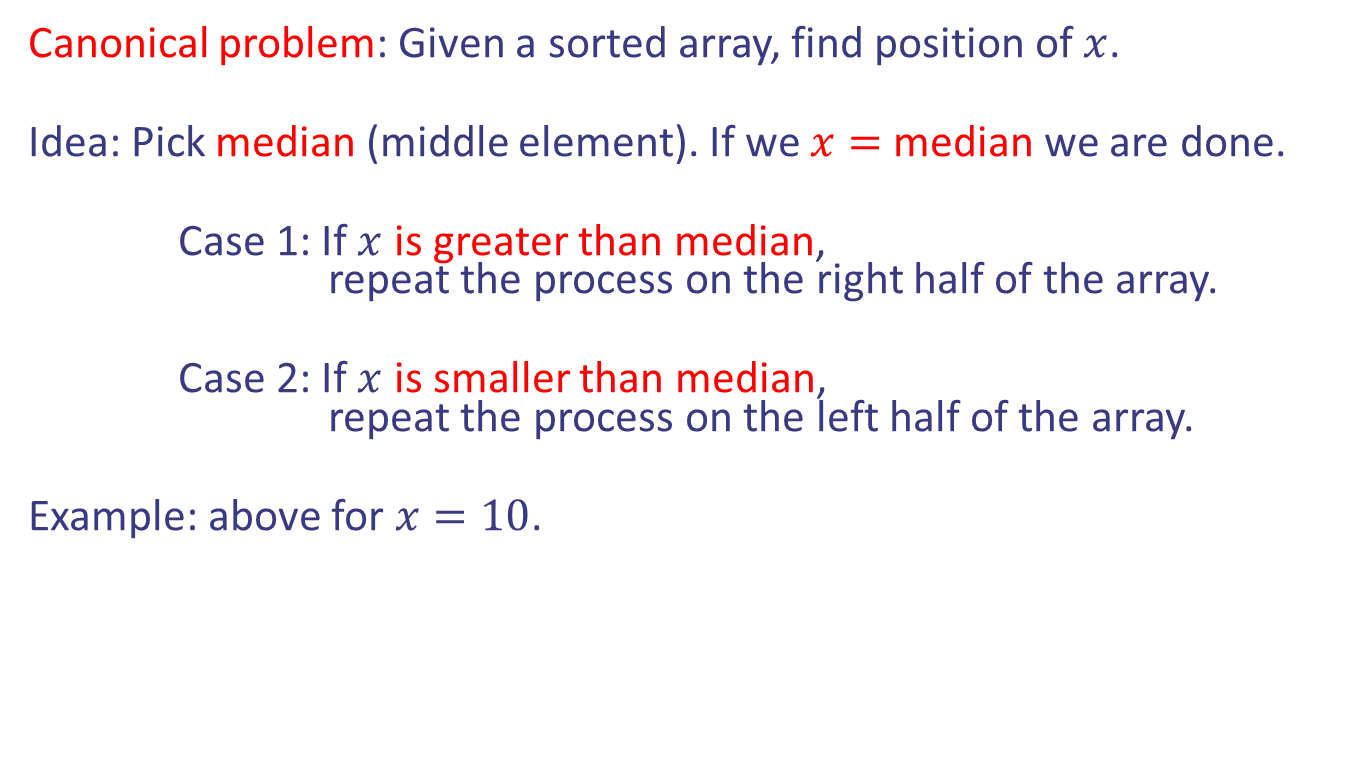 Canonical problem: Given a sorted array, find position of 𝑥.
Idea: Pick median (middle element). If we 𝑥 = median we are done.
Case 1: If 𝑥 is greater than median,
repeat the process on the right half of the array.
Case 2: If 𝑥 is smaller than median,
repeat the process on the left half of the array.
Example: above for 𝑥 = 10.